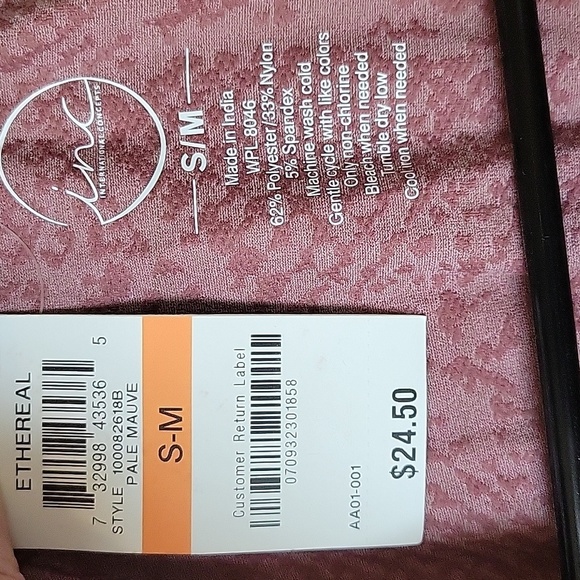 inc
INTERNATIONAL CONCEPTS
S/M
Made in India
WPL 8046
62% Polyester/33% Nylon
5% Spandex
Machine wash cold
Gentle cycle with like colors
Only non-chlorine
Bleach when needed
Tumble dry low
Cool iron when needed
ETHEREAL
7 32998 43536 5
STYLE 100082618B
PALE MAUVE
S-M
Customer Return Label
070932301858
AA01-001
$24.50